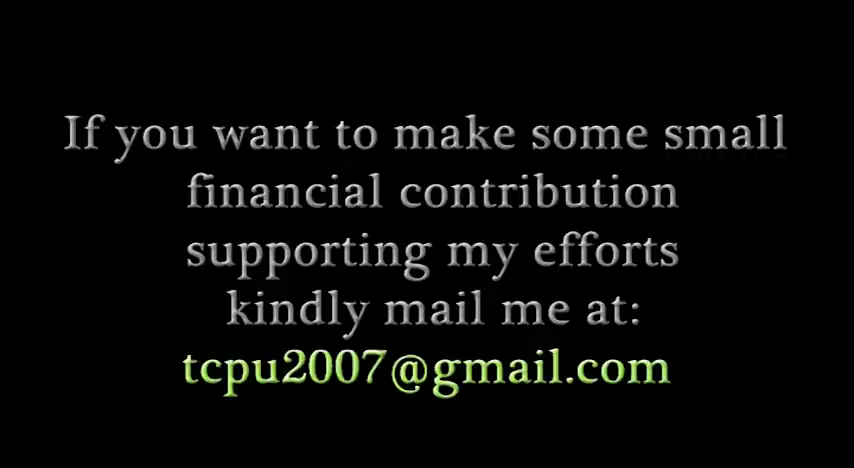 If you want to make some small
financial contribution
supporting my efforts
kindly mail me at:
tcpu2007@gmail.com